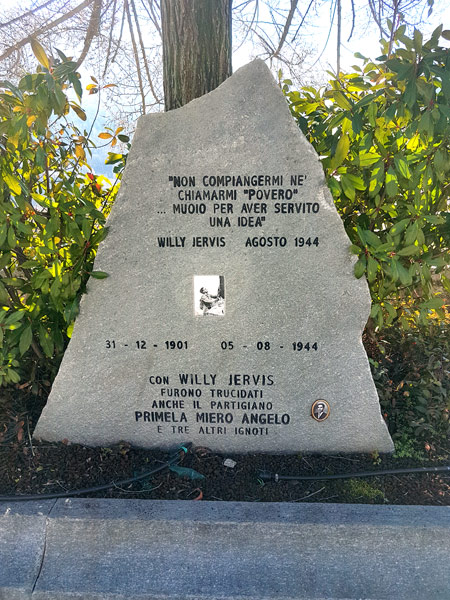 "NON COMPIANGERMI NE'
CHIAMARMI "POVERO"
... MUOIO PER AVER SERVITO
UNA IDEA"
WILLY JERVIS AGOSTO 1944
31 - 12 - 1901 05 - 08 - 1944
CON WILLY JERVIS
FURONO TRUCIDATI
ANCHE IL PARTIGIANO
PRIMELA MIERO ANGELO
E TRE ALTRI IGNOTI